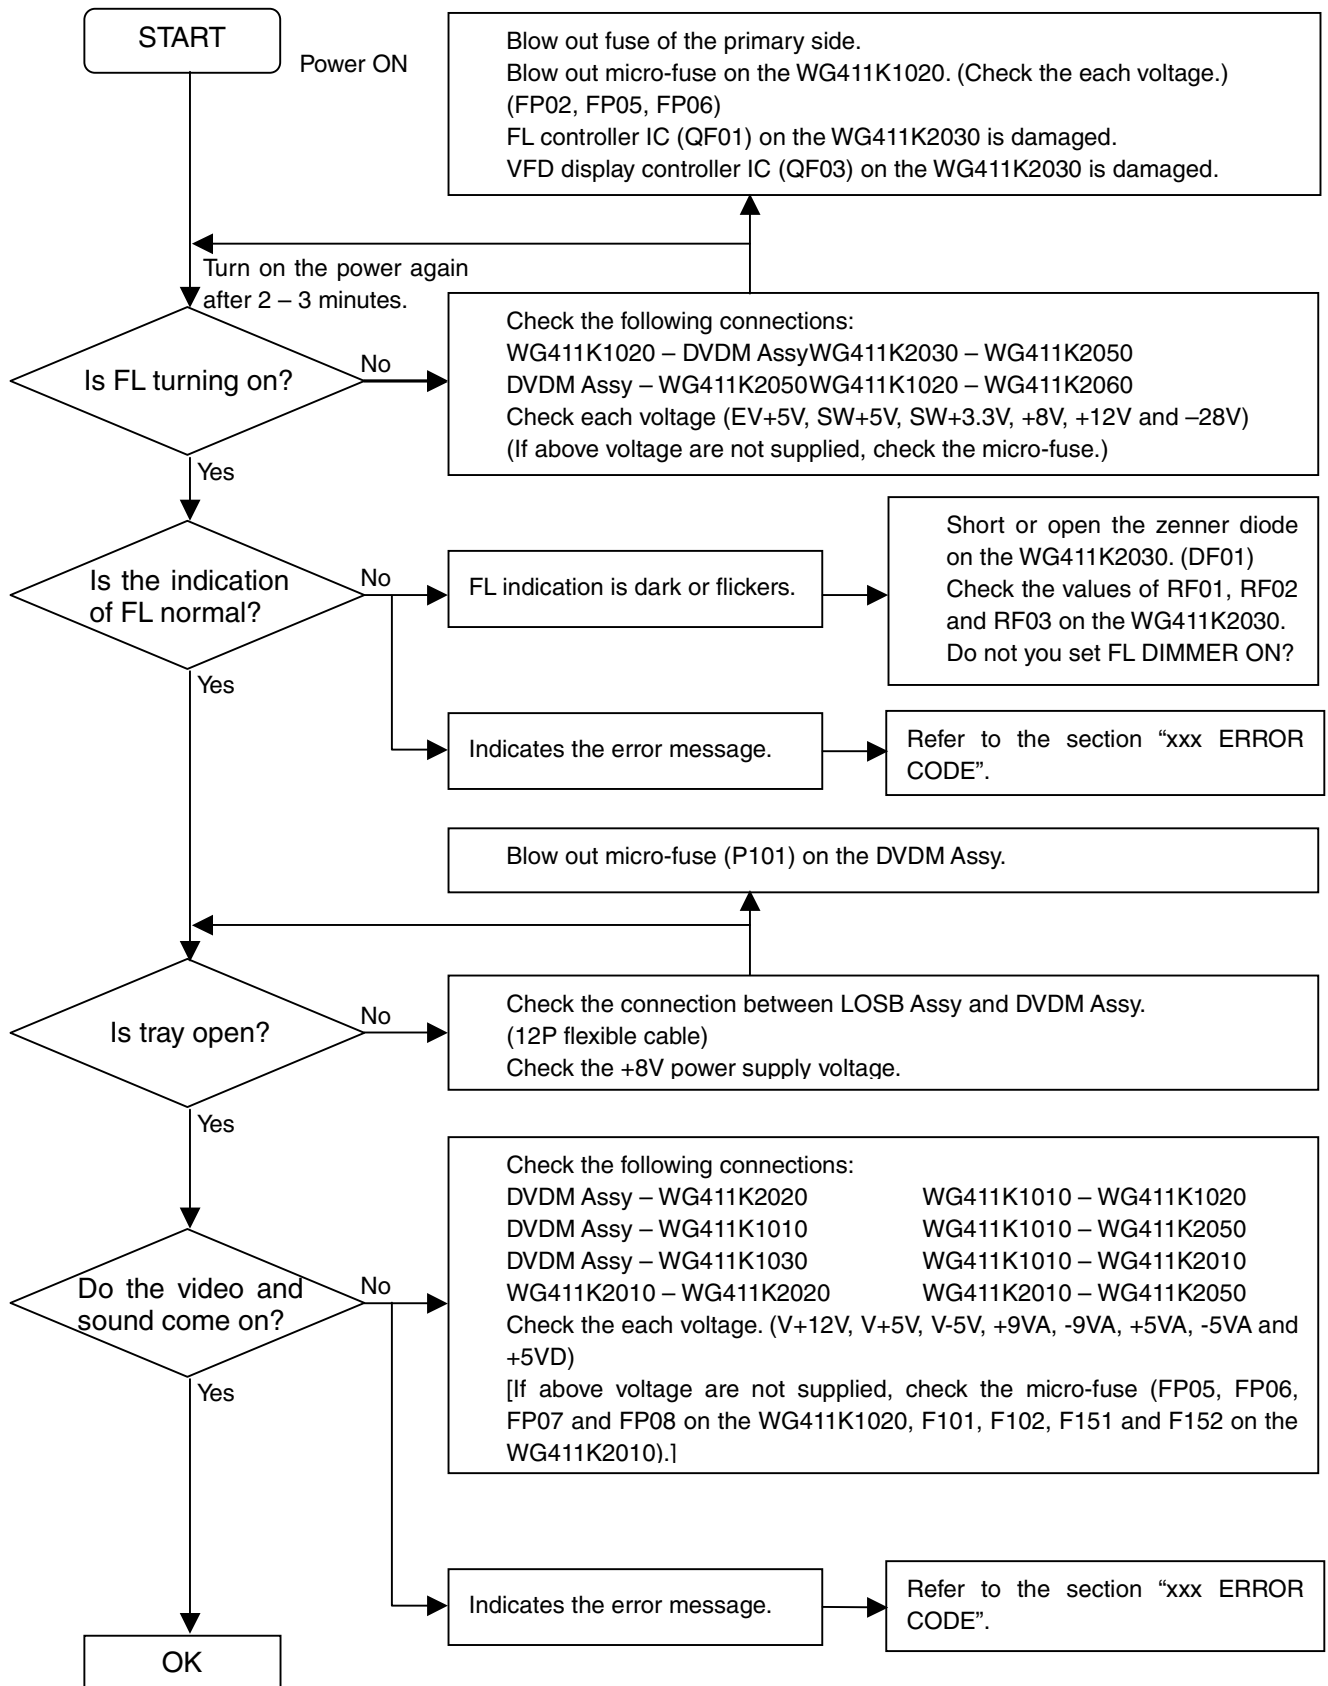 START
Power ON
Blow out fuse of the primary side.
Blow out micro-fuse on the WG411K1020. (Check the each voltage.)
(FP02, FP05, FP06)
FL controller IC (QF01) on the WG411K2030 is damaged.
VFD display controller IC (QF03) on the WG411K2030 is damaged.
Turn on the power again
after 2 – 3 minutes.
Is FL turning on?
No
Yes
Check the following connections:
WG411K1020 – DVDM AssyWG411K2030 – WG411K2050
DVDM Assy – WG411K2050WG411K1020 – WG411K2060
Check each voltage (EV+5V, SW+5V, SW+3.3V, +8V, +12V and –28V)
(If above voltage are not supplied, check the micro-fuse.)
Is the indication
of FL normal?
No
Yes
FL indication is dark or flickers.
Short or open the zenner diode
on the WG411K2030. (DF01)
Check the values of RF01, RF02
and RF03 on the WG411K2030.
Do not you set FL DIMMER ON?
Indicates the error message.
Refer to the section “xxx ERROR
CODE”.
Blow out micro-fuse (P101) on the DVDM Assy.
Is tray open?
No
Yes
Check the connection between LOSB Assy and DVDM Assy.
(12P flexible cable)
Check the +8V power supply voltage.
Do the video and
sound come on?
No
Yes
Check the following connections:
DVDM Assy – WG411K2020 WG411K1010 – WG411K1020
DVDM Assy – WG411K1010 WG411K1010 – WG411K2050
DVDM Assy – WG411K1030 WG411K1010 – WG411K2010
WG411K2010 – WG411K2020 WG411K2010 – WG411K2050
Check the each voltage. (V+12V, V+5V, V-5V, +9VA, -9VA, +5VA, -5VA and
+5VD)
[If above voltage are not supplied, check the micro-fuse (FP05, FP06,
FP07 and FP08 on the WG411K1020, F101, F102, F151 and F152 on the
WG411K2010).]
Indicates the error message.
Refer to the section “xxx ERROR
CODE”.
OK